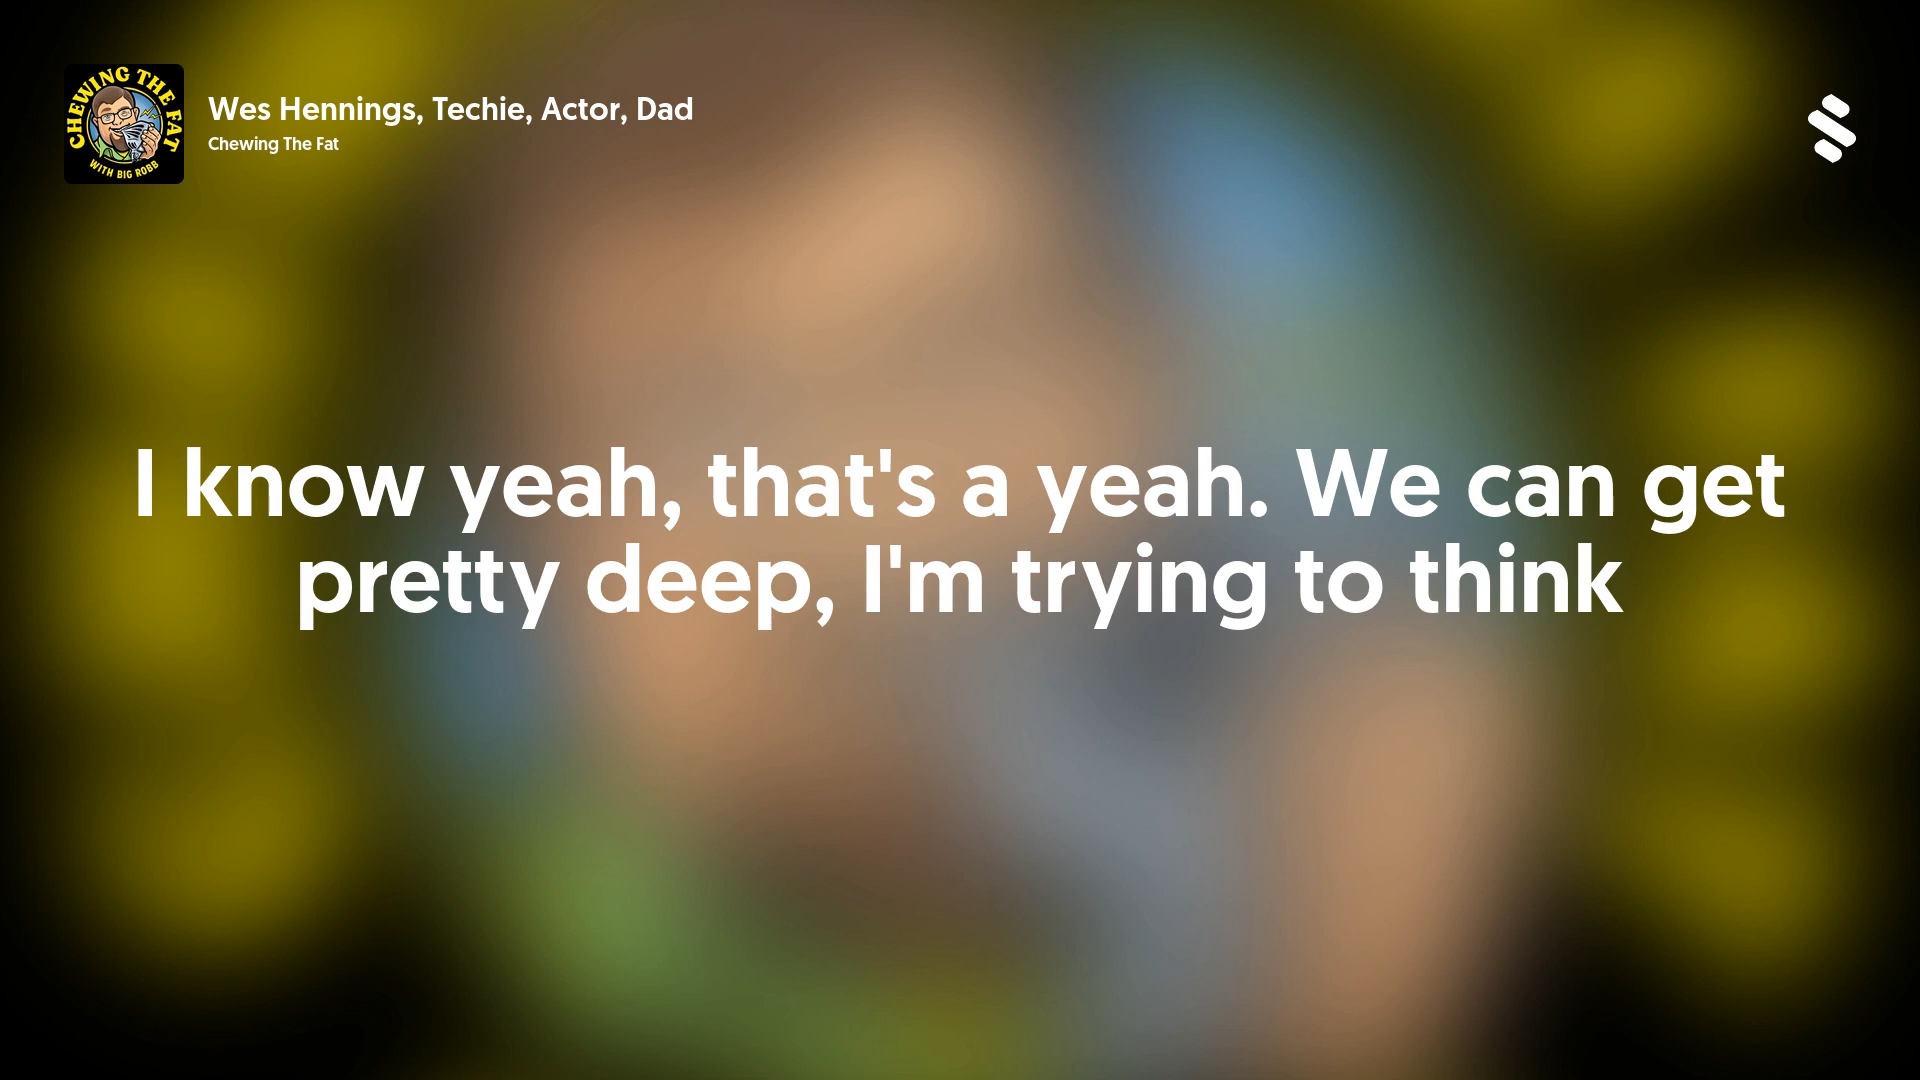 CHEWING THE FAT
WITH BIG ROBB
Wes Hennings, Techie, Actor, Dad
Chewing The Fat
I know yeah, that's a yeah. We can get
pretty deep, I'm trying to think